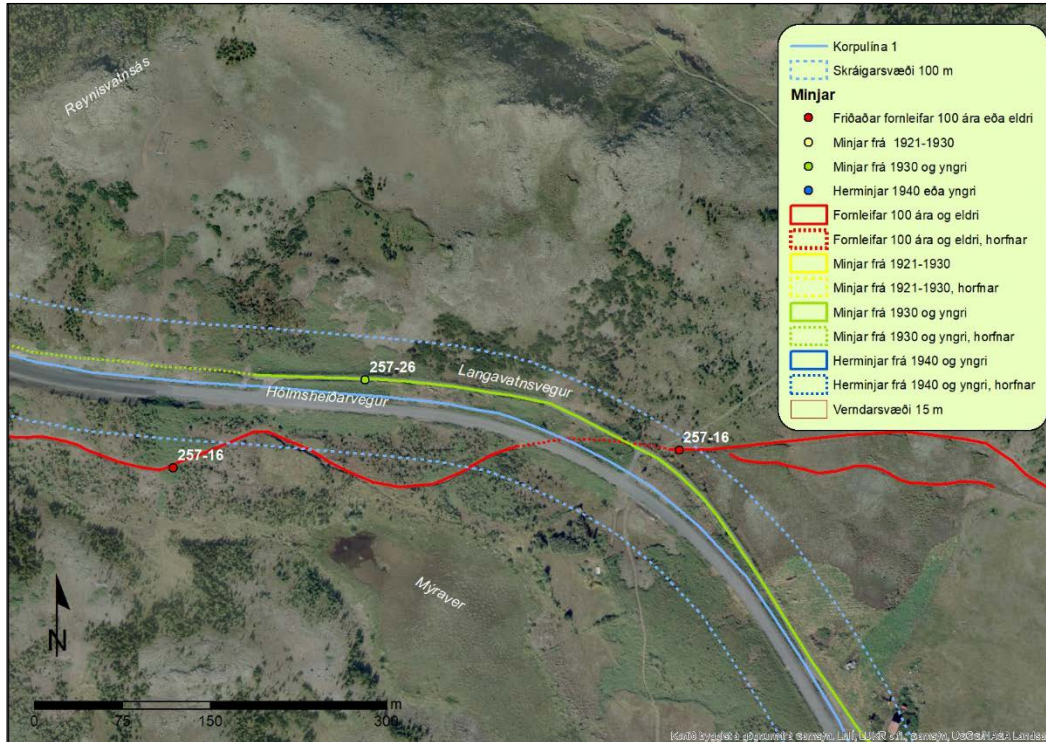 Korpulína 1
Skráigarsvæði 100 m
Minjar
Friðaðar fornleifar 100 ára eða eldri
Minjar frá 1921-1930
Minjar frá 1930 og yngri
Herminjar 1940 eða yngri
Fornleifar 100 ára og eldri
Fornleifar 100 ára og eldri, horfnar
Minjar frá 1921-1930
Minjar frá 1921-1930, horfnar
Minjar frá 1930 og yngri
Minjar frá 1930 og yngri, horfnar
Herminjar frá 1940 og yngri
Herminjar frá 1940 og yngri, horfnar
Verndarsvæði 15 m
Reynisvatnsás
257-26
Langavatnsvegur
Hólmsheiðarvegur
257-16
257-16
Mýraver
N
m
0 75 150 300